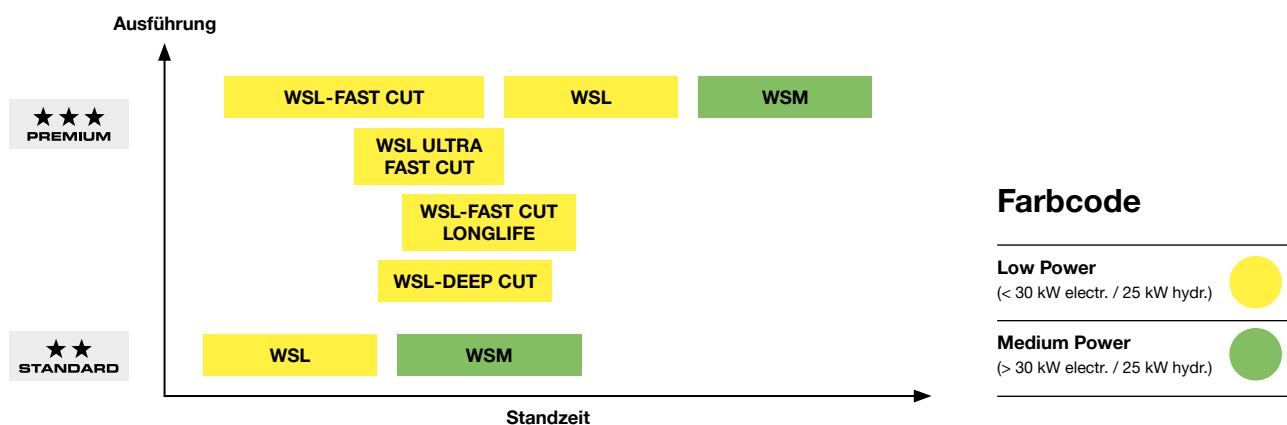 Ausführung
WSL-FAST CUT
WSL
WSM
★★★
PREMIUM
WSL ULTRA
FAST CUT
WSL-FAST CUT
LONGLIFE
WSL-DEEP CUT
★★
STANDARD
WSL
WSM
Standzeit
Farbcode
Low Power
(< 30 kW electr. / 25 kW hydr.)
Medium Power
(> 30 kW electr. / 25 kW hydr.)